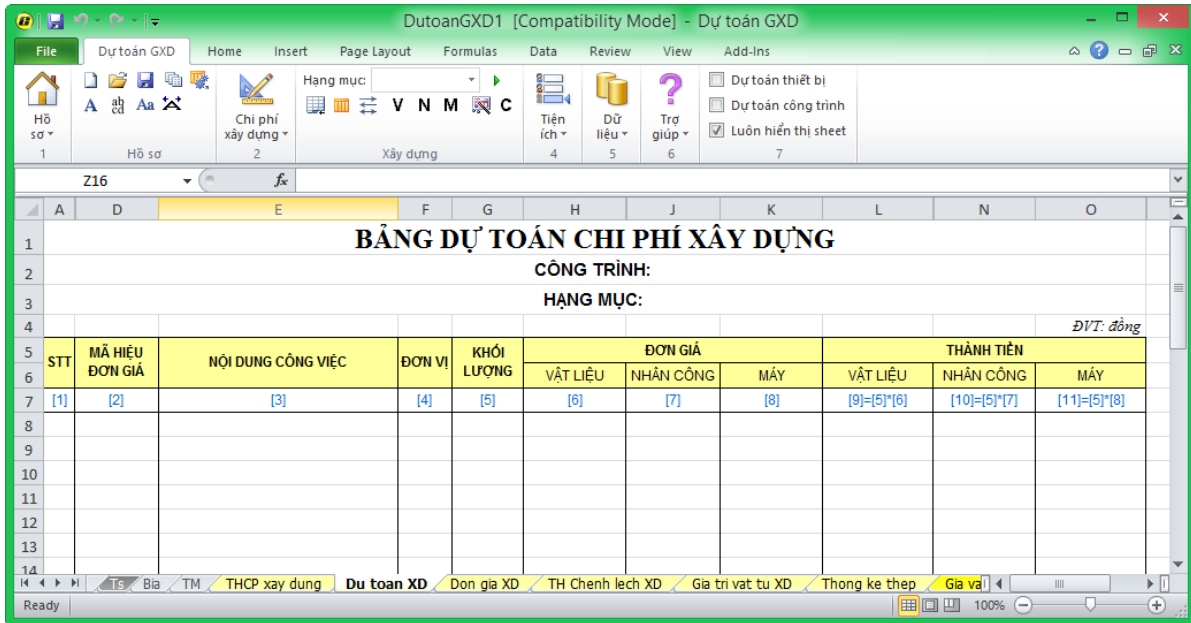 DutoanGXD1 [Compatibility Mode] - Dự toán GXD
File Dự toán GXD Home Insert Page Layout Formulas Data Review View Add-Ins
Hạng mục:
Dự toán thiết bị
Dự toán công trình
Luôn hiển thị sheet
A ab cd Aa
V N M C
Hồ sơ
Chi phí xây dựng
Tiện ích
Dữ liệu
Trợ giúp
1 Hồ sơ 2 Xây dựng 4 5 6 7
Z16 fx
A D E F G H J K L N O
1 BẢNG DỰ TOÁN CHI PHÍ XÂY DỰNG
2 CÔNG TRÌNH:
3 HẠNG MỤC:
4 ĐVT: đồng
5 STT MÃ HIỆU ĐƠN GIÁ NỘI DUNG CÔNG VIỆC ĐƠN VỊ KHỐI LƯỢNG ĐƠN GIÁ THÀNH TIỀN
6 VẬT LIỆU NHÂN CÔNG MÁY VẬT LIỆU NHÂN CÔNG MÁY
7 [1] [2] [3] [4] [5] [6] [7] [8] [9]=[5]*[6] [10]=[5]*[7] [11]=[5]*[8]
8
9
10
11
12
13
14
Ts Bia TM THCP xay dung Du toan XD Don gia XD TH Chenh lech XD Gia tri vat tu XD Thong ke thep Gia va
Ready 100%